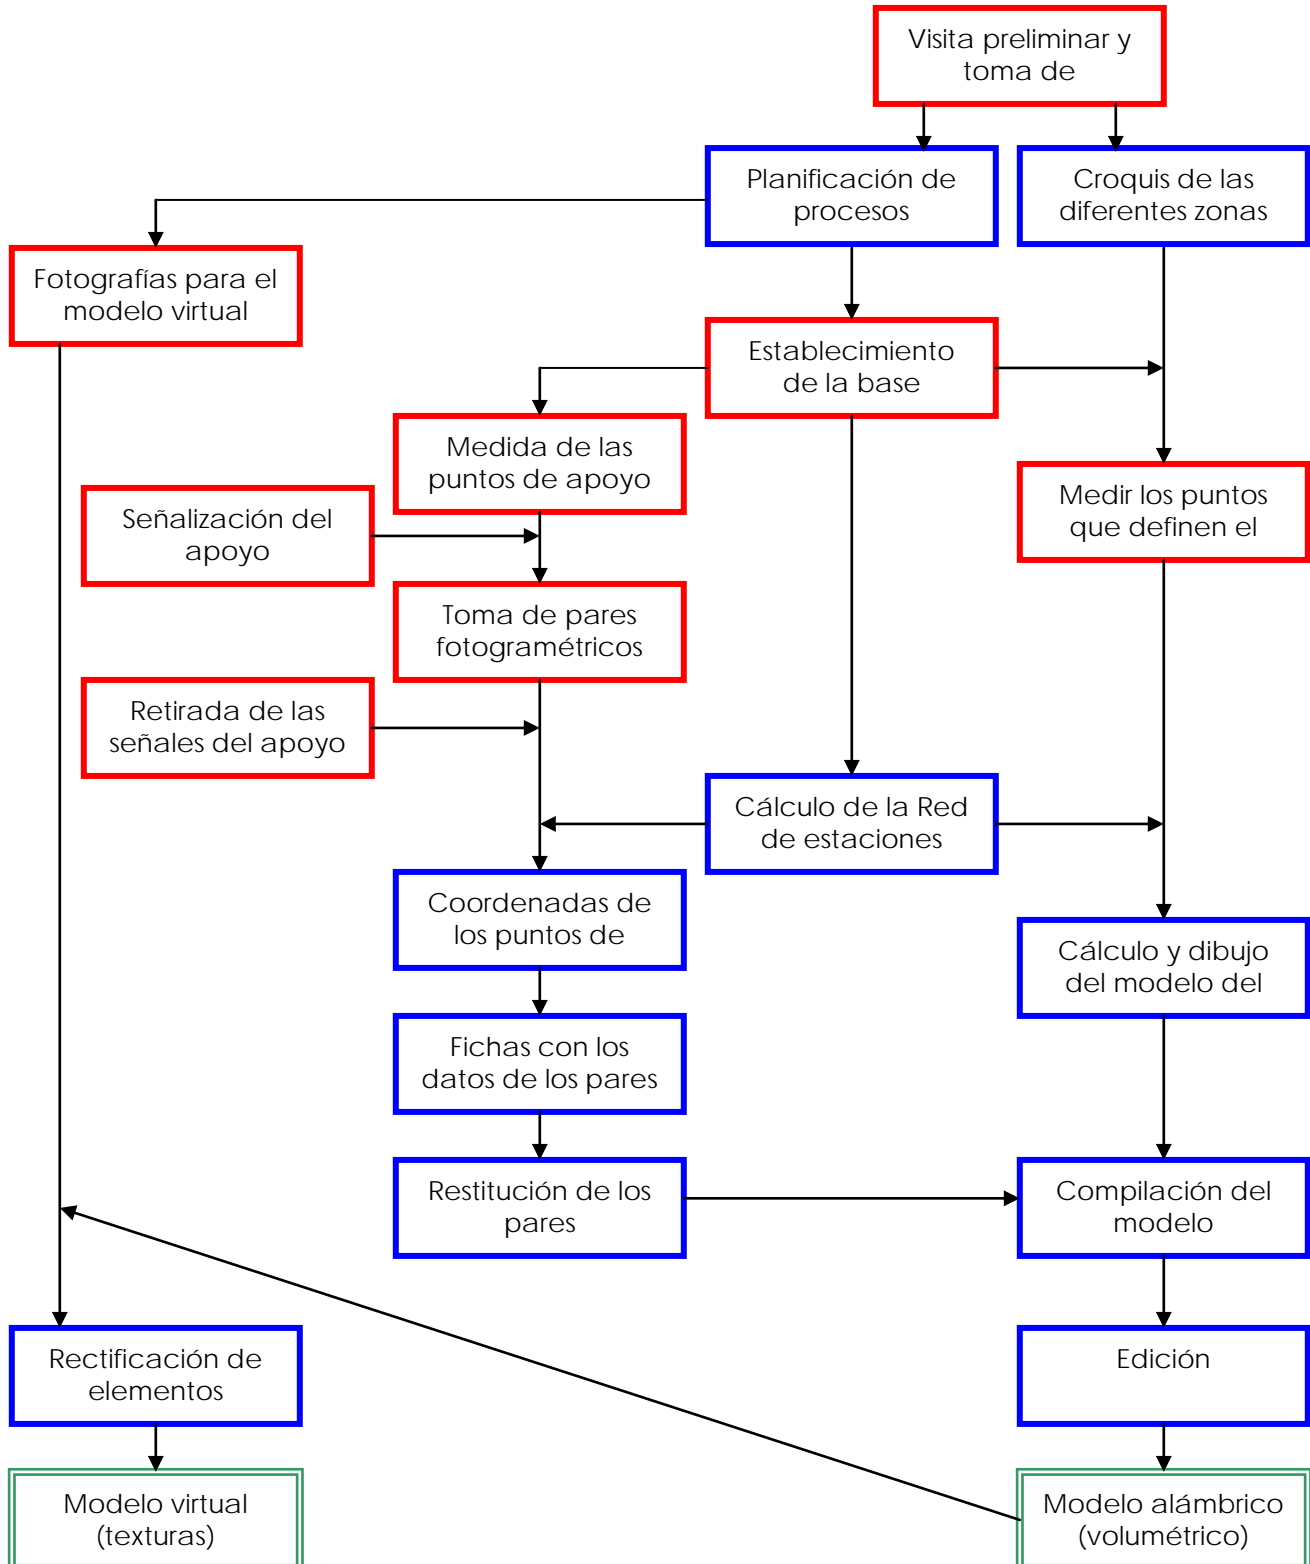 Visita preliminar y
toma de
Planificación de
procesos
Croquis de las
diferentes zonas
Fotografías para el
modelo virtual
Establecimiento
de la base
Medida de las
puntos de apoyo
Medir los puntos
que definen el
Señalización del
apoyo
Toma de pares
fotogramétricos
Retirada de las
señales del apoyo
Cálculo de la Red
de estaciones
Coordenadas de
los puntos de
Cálculo y dibujo
del modelo del
Fichas con los
datos de los pares
Restitución de los
pares
Compilación del
modelo
Rectificación de
elementos
Edición
Modelo virtual
(texturas)
Modelo alámbrico
(volumétrico)